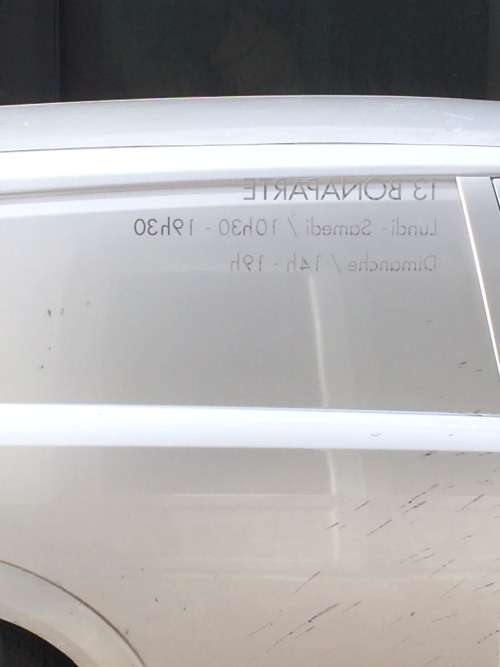 13 BONAPARTE
Lundi - Samedi / 10h30 - 19h30
Dimanche / 14h - 19h